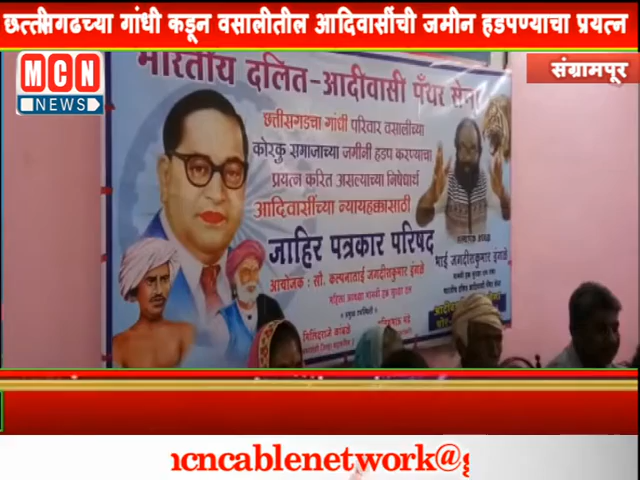 छत्तीसगढच्या गांधी कडून वसालीतील आदिवासींची जमीन हडपण्याचा प्रयत्न
संग्रामपूर
MCN
NEWS
भारतीय दलित-आदीवासी पँथर सेना
छत्तीसगडचा गांधी परिवार वसालीच्या
कोरकु समाजाच्या जमीनी हडप करण्याचा
प्रयत्न करित असल्याच्या निषेधार्थ
आदिवासींच्या न्यायहक्कासाठी
जाहिर पत्रकार परिषद
आयोजक : सौ. कल्पनाताई जगदीशकुमार इंगळे
भाई जगदीशकुमार इंगळे
mcncablenetwork@g